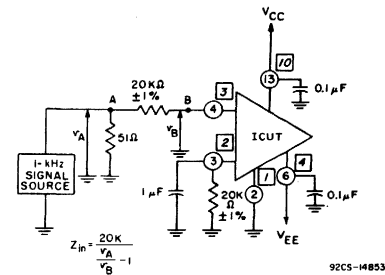 VCC
10
13
0.1 µF
20KΩ
±1%
A
B
3
4
vA
51Ω
vB
ICUT
2
3
1
2
4
6
0.1 µF
1-kHz
SIGNAL
SOURCE
1 µF
20K
Ω
±1%
VEE
Zin = 20K
vA
vB -1
92CS-14853